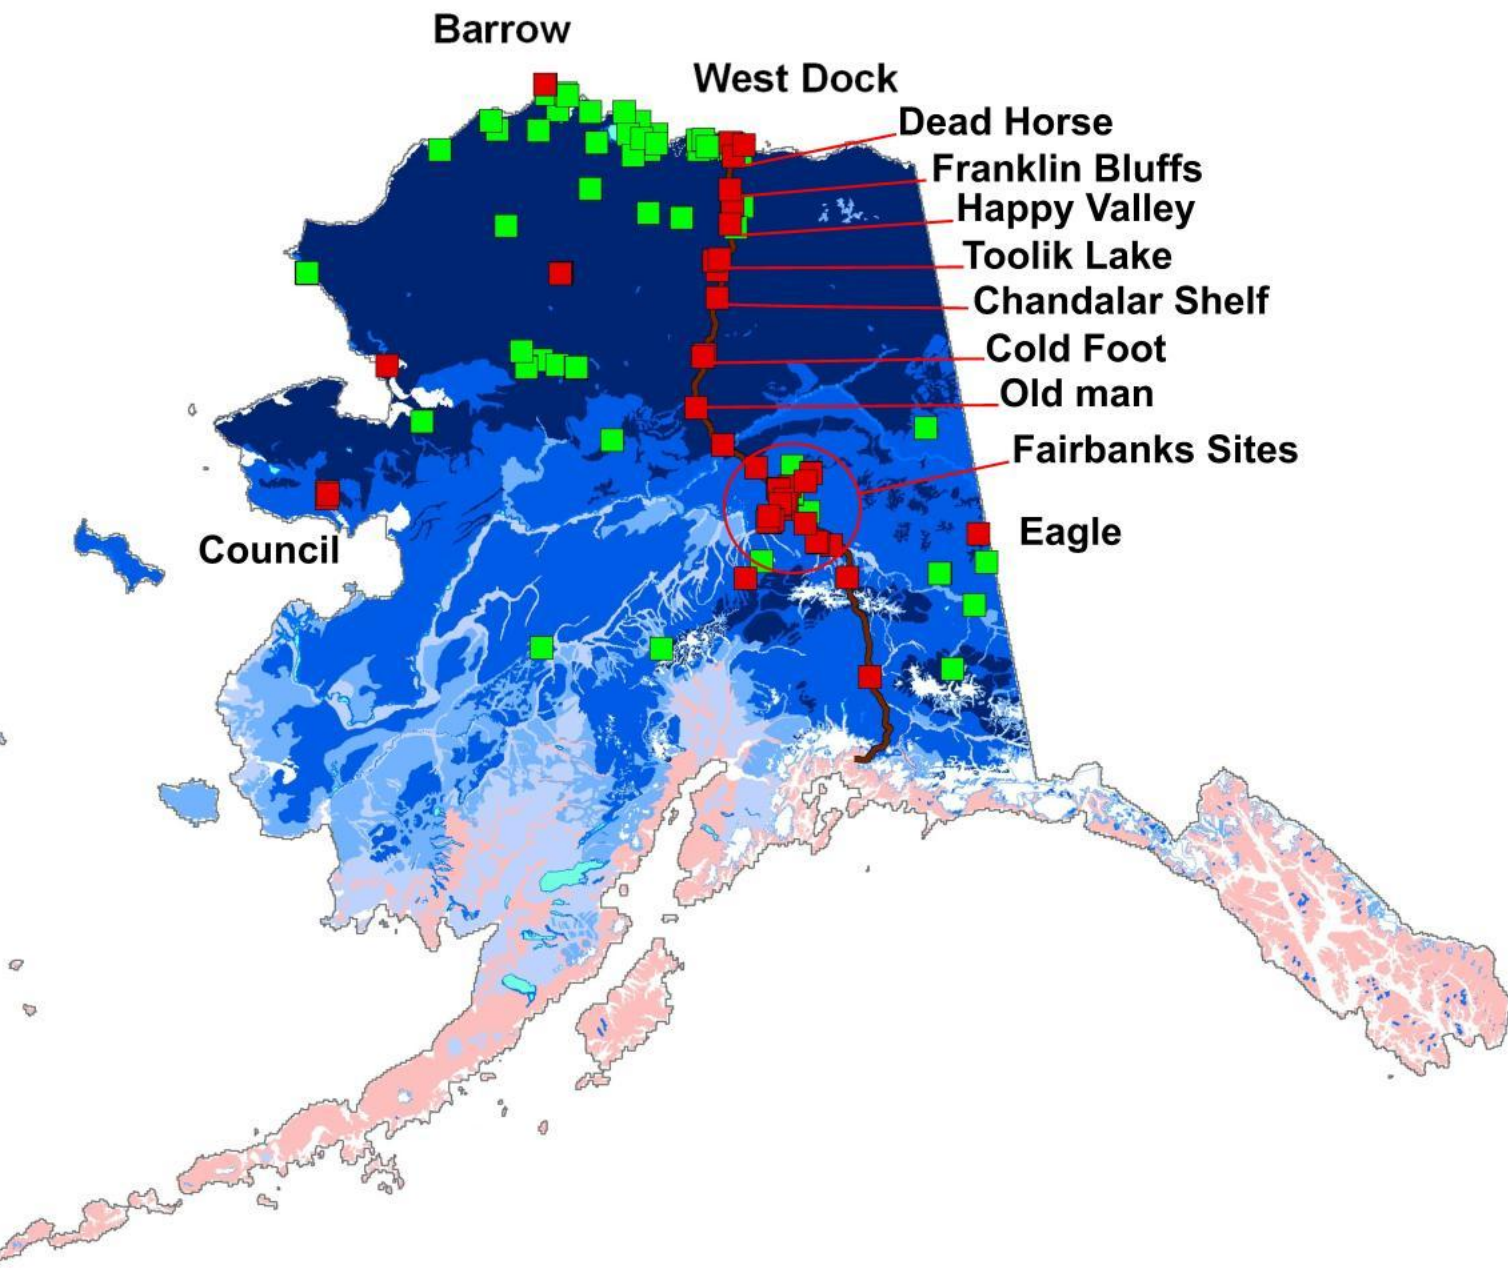 Barrow
West Dock
Dead Horse
Franklin Bluffs
Happy Valley
Toolik Lake
Chandalar Shelf
Cold Foot
Old man
Fairbanks Sites
Eagle
Council